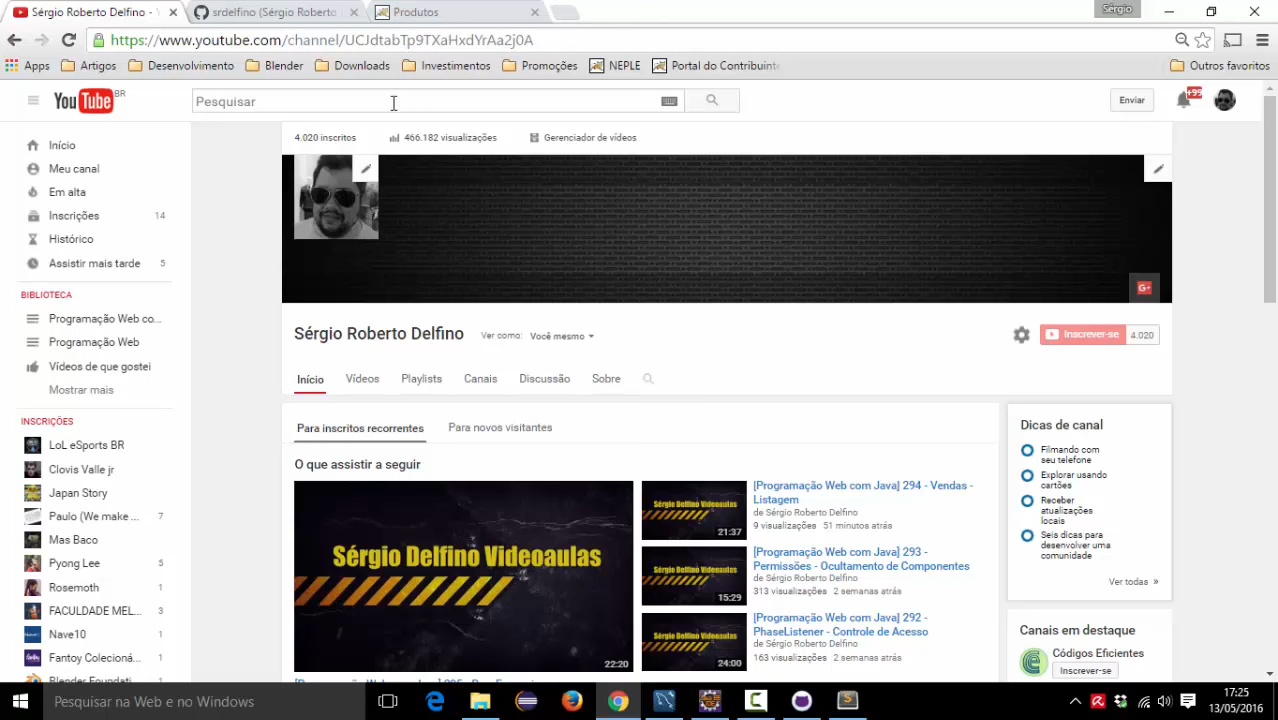 Sérgio Roberto Delfino -
srdelfino (Sérgio Roberto
Produtos
Sérgio
https://www.youtube.com/channel/UCJdtabTp9TXaHxdYrAa2j0A
Apps
Artigos
Desenvolvimento
Blender
Downloads
Investimentos
Promoções
NEPLE
Portal do Contribuinte
Outros favoritos
YouTube BR
Pesquisar
Enviar
+99
Início
Meu canal
Em alta
Inscrições 14
Histórico
Assistir mais tarde 5
BIBLIOTECA
Programação Web co...
Programação Web
Vídeos de que gostei
Mostrar mais
INSCRIÇÕES
LoL eSports BR
Clovis Valle jr
Japan Story
Paulo (We make ... 7
Mas Baco
Pyong Lee 5
Rosemoth 1
FACULDADE MEL... 3
Nave10 1
Fantoy Colecioná... 1
Blender Foundati...
4.020 inscritos
466.182 visualizações
Gerenciador de vídeos
G+
Sérgio Roberto Delfino
Ver como: Você mesmo
Inscrever-se 4.020
Início
Vídeos
Playlists
Canais
Discussão
Sobre
Para inscritos recorrentes
Para novos visitantes
O que assistir a seguir
Sérgio Delfino Videoaulas
22:20
Sérgio Delfino Videoaulas
21:37
[Programação Web com Java] 294 - Vendas -
Listagem
de Sérgio Roberto Delfino
9 visualizações 51 minutos atrás
Sérgio Delfino Videoaulas
15:29
[Programação Web com Java] 293 -
Permissões - Ocultamento de Componentes
de Sérgio Roberto Delfino
313 visualizações 2 semanas atrás
Sérgio Delfino Videoaulas
24:00
[Programação Web com Java] 292 -
PhaseListener - Controle de Acesso
de Sérgio Roberto Delfino
163 visualizações 2 semanas atrás
Dicas de canal
Filmando com
seu telefone
Explorar usando
cartões
Receber
atualizações
locais
Seis dicas para
desenvolver uma
comunidade
Ver todas »
Canais em destaque
Códigos Eficientes
Inscrever-se
Pesquisar na Web e no Windows
17:25
13/05/2016